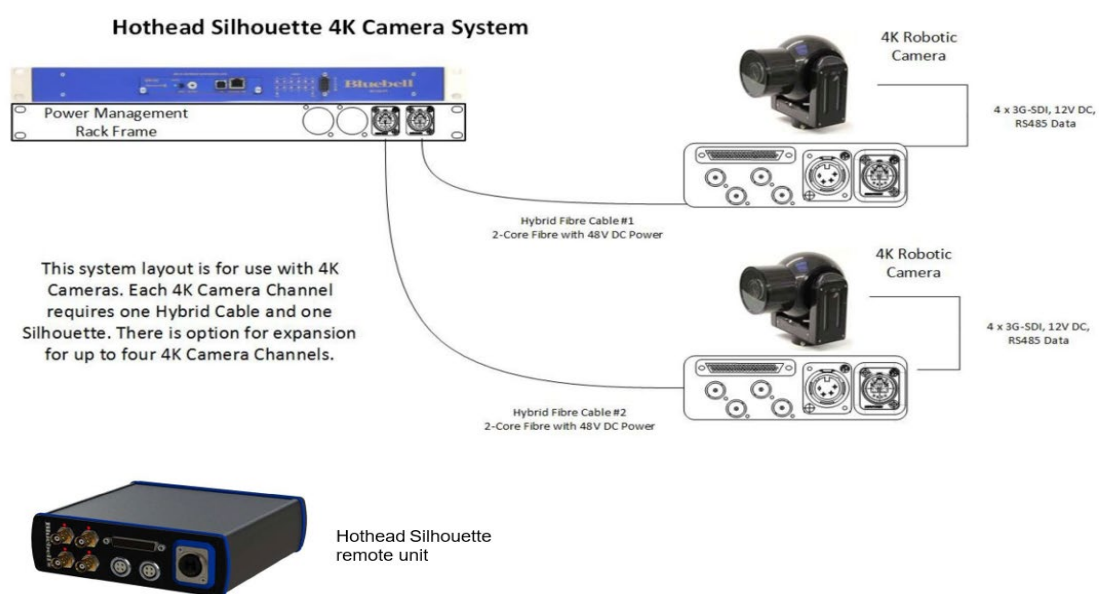 Hothead Silhouette 4K Camera System
Bluebell
Power Management
Rack Frame
4K Robotic
Camera
4 x 3G-SDI, 12V DC,
RS485 Data
Hybrid Fibre Cable #1
2-Core Fibre with 48V DC Power
This system layout is for use with 4K
Cameras. Each 4K Camera Channel
requires one Hybrid Cable and one
Silhouette. There is option for expansion
for up to four 4K Camera Channels.
4K Robotic
Camera
4 x 3G-SDI, 12V DC,
RS485 Data
Hybrid Fibre Cable #2
2-Core Fibre with 48V DC Power
Bluebell
Hothead Silhouette
remote unit